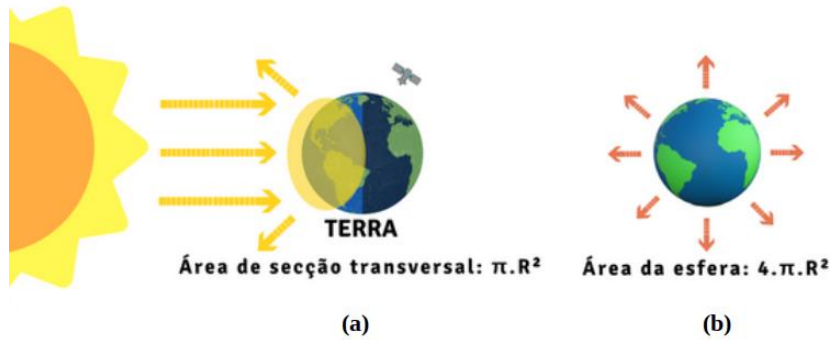 TERRA
Área de secção transversal: π.R²
Área da esfera: 4.π.R²
(a)
(b)